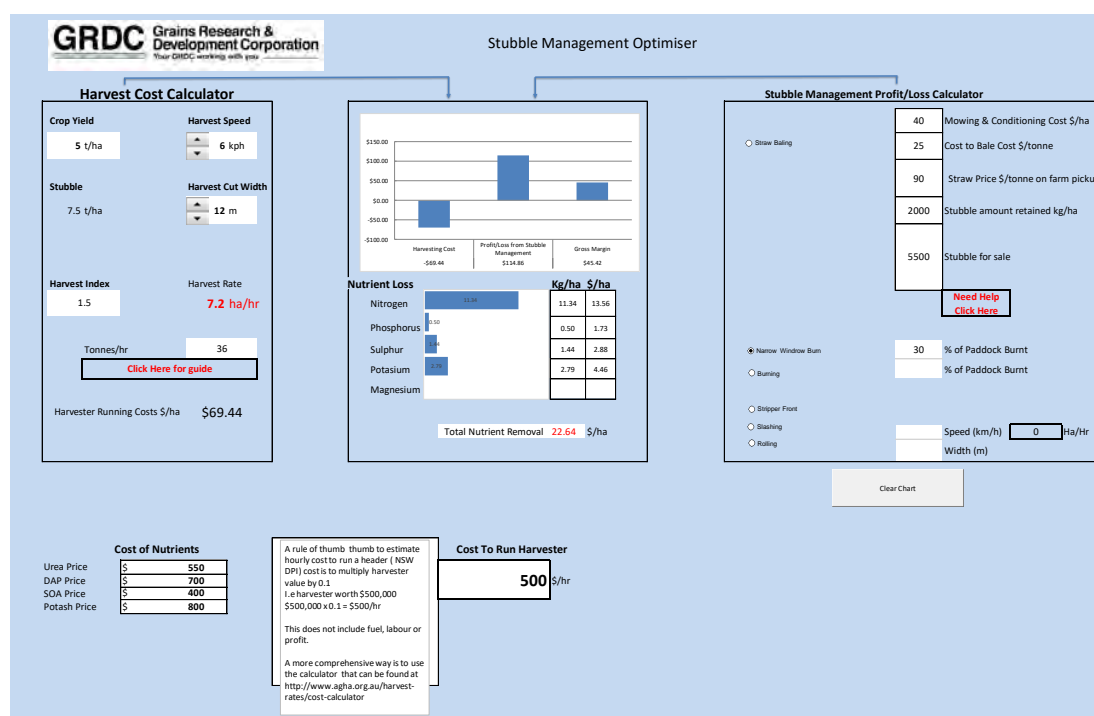 GRDC Grains Research &
Development Corporation
Your GRDC working with you
Stubble Management Optimiser
Harvest Cost Calculator
Crop Yield
Harvest Speed
5 t/ha
6 kph
Stubble
Harvest Cut Width
7.5 t/ha
12 m
Harvest Index
Harvest Rate
1.5
7.2 ha/hr
Tonnes/hr
36
Click Here for guide
Harvester Running Costs $/ha
$69.44
$150.00
$100.00
$50.00
$0.00
-$50.00
-$100.00
Harvesting Cost
Profit/Loss from Stubble
Management
Gross Margin
-$69.44
$114.86
$45.42
Nutrient Loss
Kg/ha $/ha
Nitrogen
11.34
11.34
13.56
Phosphorus
0.50
0.50
1.73
Sulphur
1.44
1.44
2.88
Potasium
2.79
2.79
4.46
Magnesium
Total Nutrient Removal 22.64 $/ha
Stubble Management Profit/Loss Calculator
40 Mowing & Conditioning Cost $/ha
Straw Baling
25 Cost to Bale Cost $/tonne
90 Straw Price $/tonne on farm picku
2000 Stubble amount retained kg/ha
5500 Stubble for sale
Need Help
Click Here
Narrow Windrow Burn
30 % of Paddock Burnt
Burning
% of Paddock Burnt
Stripper Front
Slashing
Speed (km/h) 0 Ha/Hr
Rolling
Width (m)
Clear Chart
Cost of Nutrients
Urea Price $ 550
DAP Price $ 700
SOA Price $ 400
Potash Price $ 800
A rule of thumb thumb to estimate
hourly cost to run a header ( NSW
DPI) cost is to multiply harvester
value by 0.1
I.e harvester worth $500,000
$500,000 x 0.1 = $500/hr
This does not include fuel, labour or
profit.
A more comprehensive way is to use
the calculator that can be found at
http://www.agha.org.au/harvest-
rates/cost-calculator
Cost To Run Harvester
500 $/hr